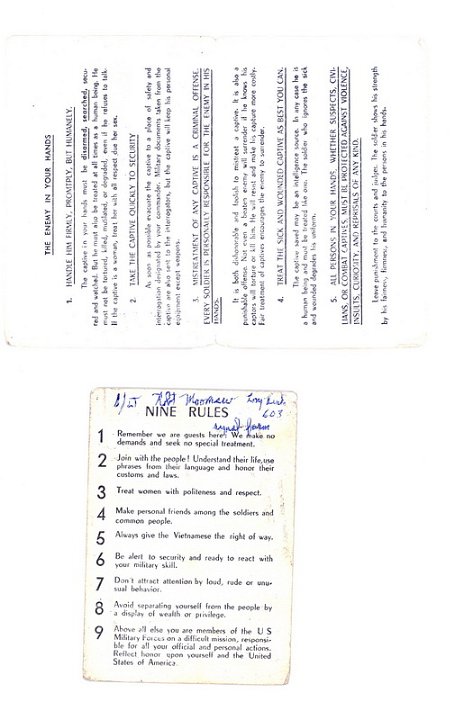 THE ENEMY IN YOUR HANDS
1. HANDLE HIM FIRMLY, PROMPTLY, BUT HUMANELY.
The captive in your hands must be disarmed, searched, secu-
red and watched. But he must also be treated at all times as a human being. He
must not be tortured, killed, mutilated, or degraded, even if he refuses to talk.
If the captive is a woman, treat her with all respect due her sex.
2. TAKE THE CAPTIVE QUICKLY TO SECURITY
As soon as possible evacuate the captive to a place of safety and
interrogation designated by your commander. Military documents taken from the
captive are also sent to the interrogators, but the captive will keep his personal
equipment except weapons.
3. MISTREATMENT OF ANY CAPTIVE IS A CRIMINAL OFFENSE.
EVERY SOLDIER IS PERSONALLY RESPONSIBLE FOR THE ENEMY IN HIS
HANDS.
It is both dishonorable and foolish to mistreat a captive. It is also a
punishable offense. Not even a beaten enemy will surrender if he knows his
captors will torture or kill him. He will resist and make his capture more costly.
Fair treatment of captives encourages the enemy to surrender.
4. TREAT THE SICK AND WOUNDED CAPTIVE AS BEST YOU CAN.
The captive saved may be an intelligence source. In any case he is
a human being and must be treated like one. The soldier who ignores the sick
and wounded degrades his uniform.
5. ALL PERSONS IN YOUR HANDS, WHETHER SUSPECTS, CIVI-
LIANS, OR COMBAT CAPTIVES, MUST BE PROTECTED AGAINST VIOLENCE,
INSULTS, CURIOSITY, AND REPRISALS OF ANY KIND.
Leave punishment to the courts and judges. The soldier shows his strength
by his fairness, firmness, and humanity to the persons in his hands.
NINE RULES
603
1 Remember we are guests here; We make no
demands and seek no special treatment.
2 Join with the people! Understand their life, use
phrases from their language and honor their
customs and laws.
3 Treat women with politeness and respect.
4 Make personal friends among the soldiers and
common people.
5 Always give the Vietnamese the right of way.
6 Be alert to security and ready to react with
your military skill.
7 Don't attract attention by loud, rude or unu-
sual behavior.
8 Avoid separating yourself from the people by
a display of wealth or privilege.
9 Above all else you are members of the U S
Military Forces on a difficult mission, responsi-
ble for all your official and personal actions.
Reflect honor upon yourself and the United
States of America.